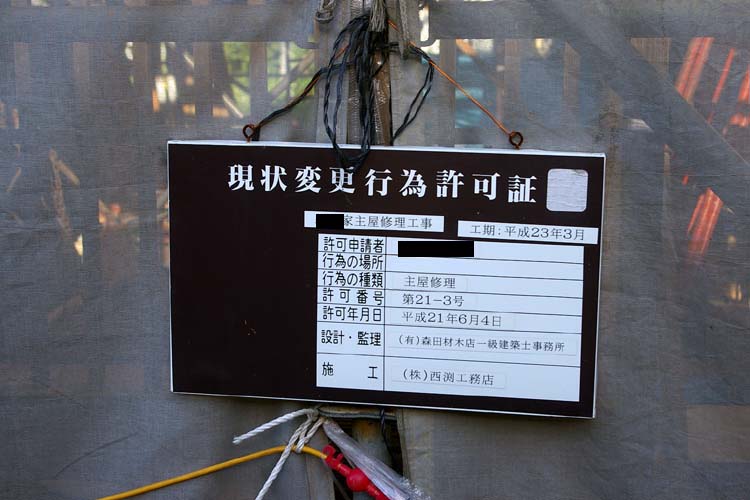 現状変更行為許可証
家主屋修理工事
工期:平成23年3月
許可申請者
行為の場所
行為の種類 主屋修理
許可番号 第21-3号
許可年月日 平成21年6月4日
設計・監理 (有)森田材木店一級建築士事務所
施工 (株)西渕工務店